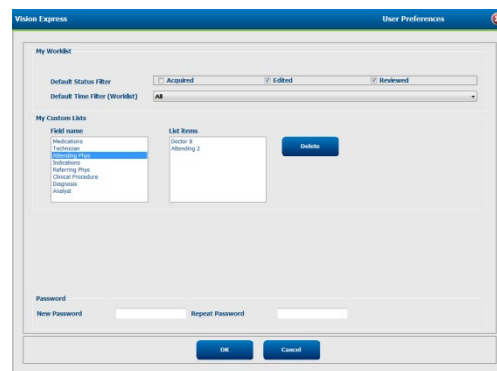 Vision Express User Preferences
My Worklist
Default Status Filter Acquired Edited Reviewed
Default Time Filter (Worklist) All
My Custom Lists
Field name List items
Medications
Technician
Attending Phys
Indications
Referring Phys
Clinical Procedure
Diagnosis
Analyst
Doctor B
Attending 2
Delete
Password
New Password Repeat Password
OK Cancel